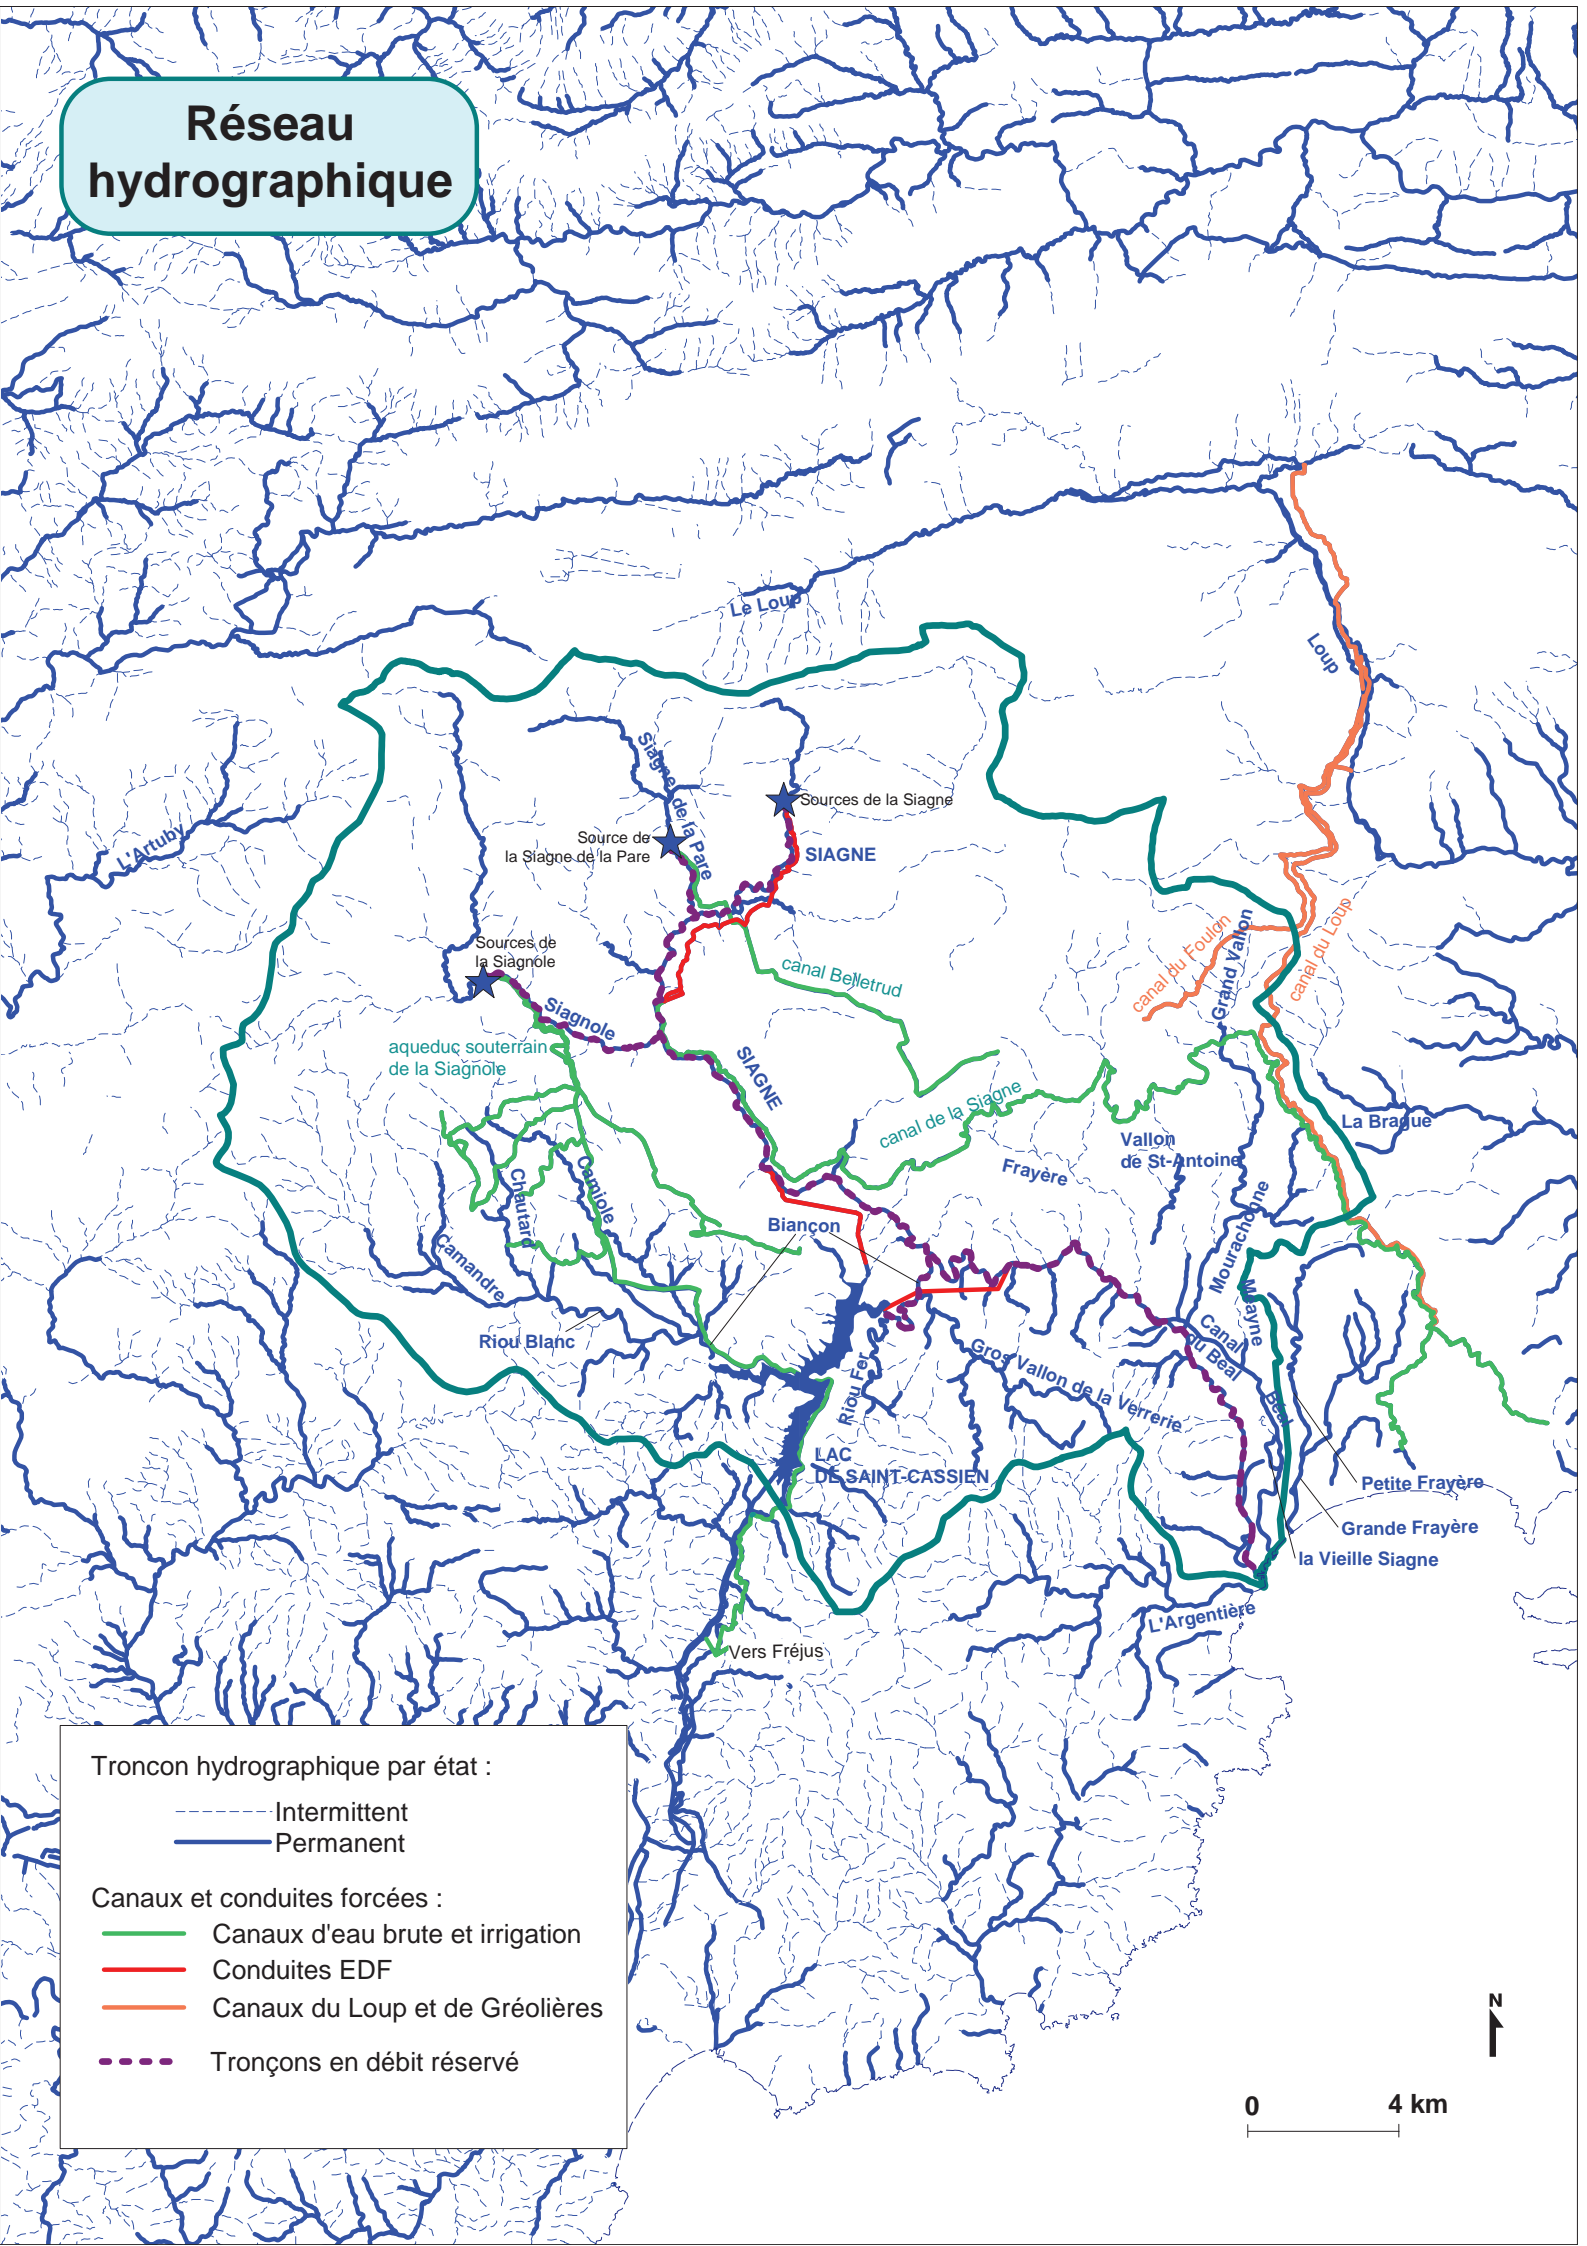 Réseau
hydrographique
Le Loup
Loup
Siagne de la Pare
Sources de la Siagne
Source de
la Siagne de la Pare
SIAGNE
L'Artuby
Sources de
la Siagnole
canal Belletrud
canal du Foulon
Grand Vallon
canal du Loup
Siagnole
aqueduc souterrain
de la Siagnole
SIAGNE
canal de la Siagne
La Brague
Vallon
de St-Antoine
Frayère
Chautard
Camiole
Mourachonne
Biançon
Camandre
Mayayne
Riou Blanc
Canal
du Béal
Gros Vallon de la Verrerie
Riou Fer
Béal
LAC
DE SAINT-CASSIEN
Petite Frayère
Grande Frayère
la Vieille Siagne
L'Argentière
Vers Fréjus
Troncon hydrographique par état :
Intermittent
Permanent
Canaux et conduites forcées :
Canaux d'eau brute et irrigation
Conduites EDF
Canaux du Loup et de Gréolières
Tronçons en débit réservé
N
0 4 km